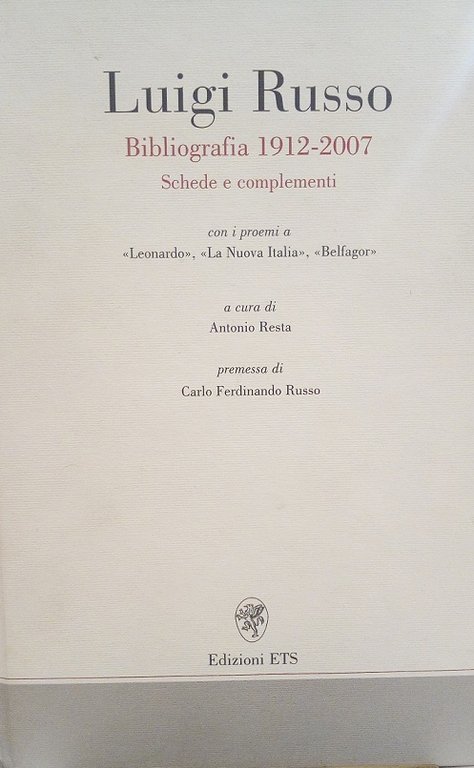 Luigi Russo
Bibliografia 1912-2007
Schede e complementi
con i proemi a
«Leonardo», «La Nuova Italia», «Belfagor»
a cura di
Antonio Resta
premessa di
Carlo Ferdinando Russo
Edizioni ETS